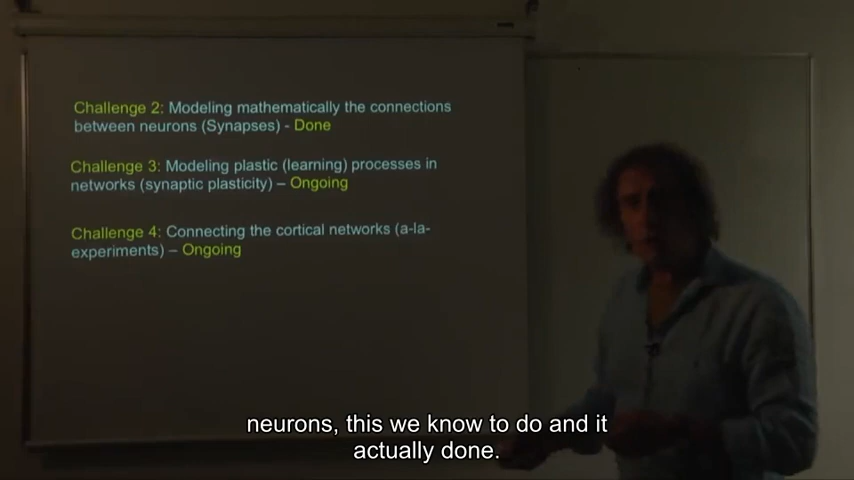 Challenge 2: Modeling mathematically the connections
between neurons (Synapses) - Done
Challenge 3: Modeling plastic (learning) processes in
networks (synaptic plasticity) – Ongoing
Challenge 4: Connecting the cortical networks (a-la-
experiments) – Ongoing
neurons, this we know to do and it
actually done.